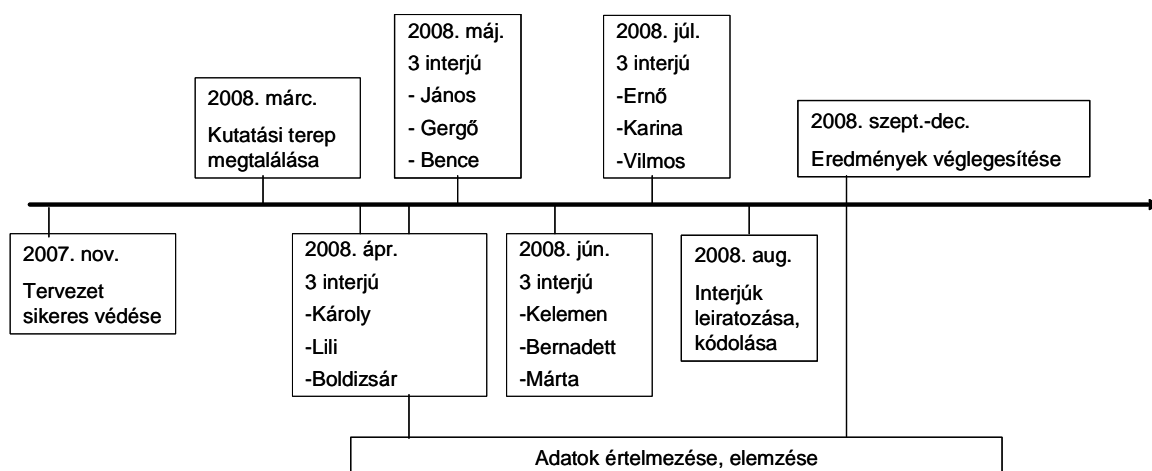 2008. márc.
Kutatási terep
megtalálása
2008. máj.
3 interjú
- János
- Gergő
- Bence
2008. júl.
3 interjú
-Ernő
-Karina
-Vilmos
2008. szept.-dec.
Eredmények véglegesítése
2007. nov.
Tervezet
sikeres védése
2008. ápr.
3 interjú
-Károly
-Lili
-Boldizsár
2008. jún.
3 interjú
-Kelemen
-Bernadett
-Márta
2008. aug.
Interjúk
leiratozása,
kódolása
Adatok értelmezése, elemzése